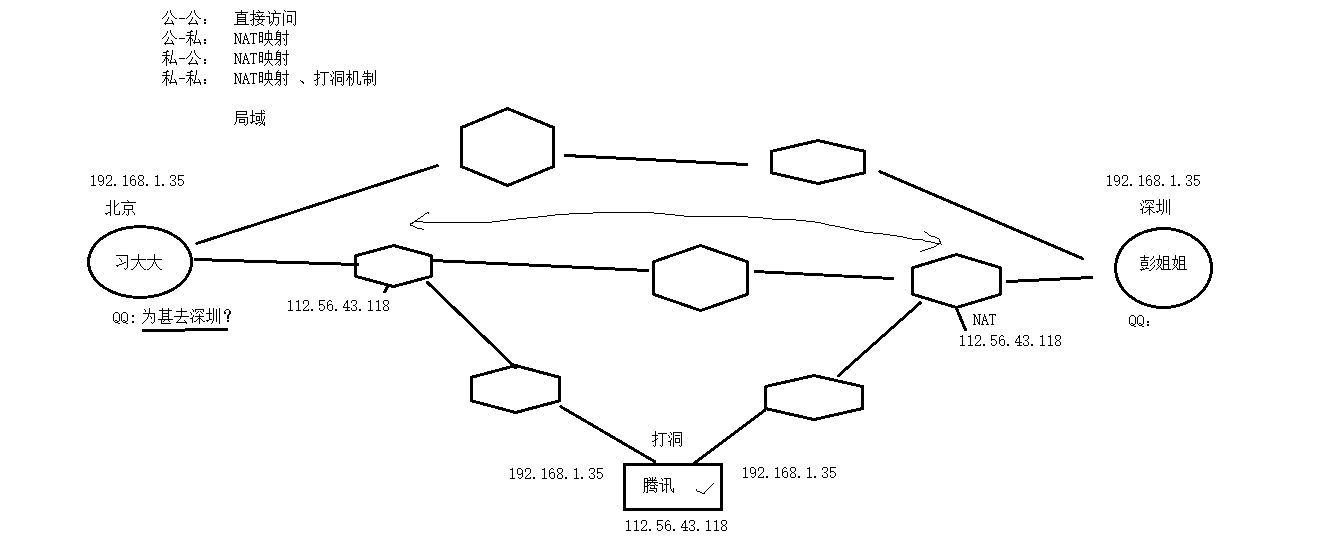 公-公： 直接访问
公-私： NAT映射
私-公： NAT映射
私-私： NAT映射 、打洞机制
局域
192.168.1.35
192.168.1.35
北京
深圳
习大大
彭姐姐
QQ: 为甚去深圳？
112.56.43.118
NAT
QQ：
112.56.43.118
打洞
192.168.1.35
192.168.1.35
腾讯
112.56.43.118